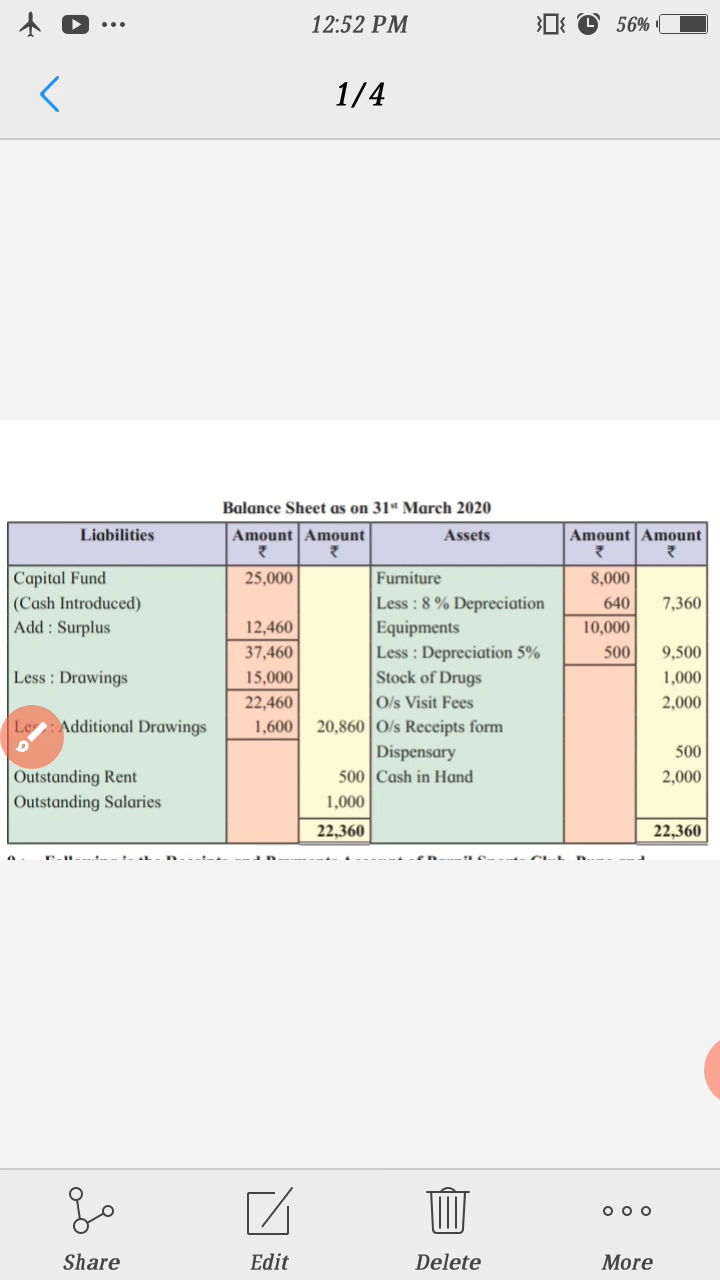 12:52 PM
56%
1/4
Balance Sheet as on 31st March 2020
Liabilities Amount ₹ Amount ₹ Assets Amount ₹ Amount ₹
Capital Fund 25,000 Furniture 8,000
(Cash Introduced) Less : 8 % Depreciation 640 7,360
Add : Surplus 12,460 Equipments 10,000
37,460 Less : Depreciation 5% 500 9,500
Less : Drawings 15,000 Stock of Drugs 1,000
22,460 O/s Visit Fees 2,000
Less : Additional Drawings 1,600 20,860 O/s Receipts form
Dispensary 500
Outstanding Rent 500 Cash in Hand 2,000
Outstanding Salaries 1,000
22,360 22,360
Share Edit Delete More